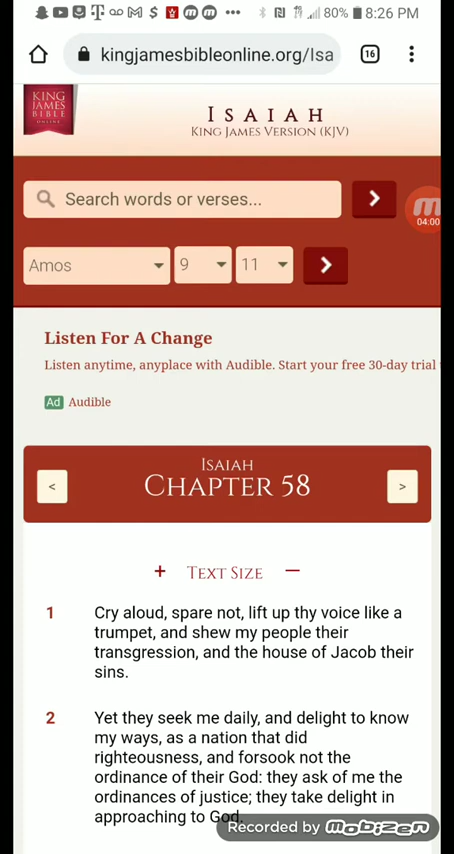 80% 8:26 PM
kingjamesbibleonline.org/Isa
16
KING
JAMES
BIBLE
ONLINE
ISAIAH
KING JAMES VERSION (KJV)
Search words or verses...
04:00
Amos 9 11
Listen For A Change
Listen anytime, anyplace with Audible. Start your free 30-day trial
Ad Audible
ISAIAH
CHAPTER 58
< >
+ TEXT SIZE —
1 Cry aloud, spare not, lift up thy voice like a
trumpet, and shew my people their
transgression, and the house of Jacob their
sins.
2 Yet they seek me daily, and delight to know
my ways, as a nation that did
righteousness, and forsook not the
ordinance of their God: they ask of me the
ordinances of justice; they take delight in
approaching to God.
Recorded by mobizen